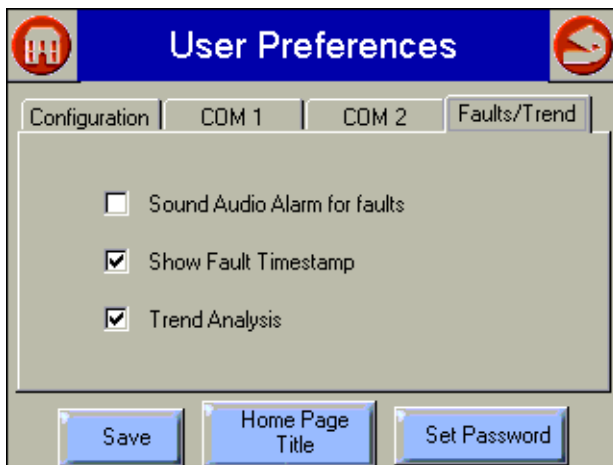 User Preferences
Configuration COM 1 COM 2 Faults/Trend
Sound Audio Alarm for faults
Show Fault Timestamp
Trend Analysis
Save
Home Page
Title
Set Password